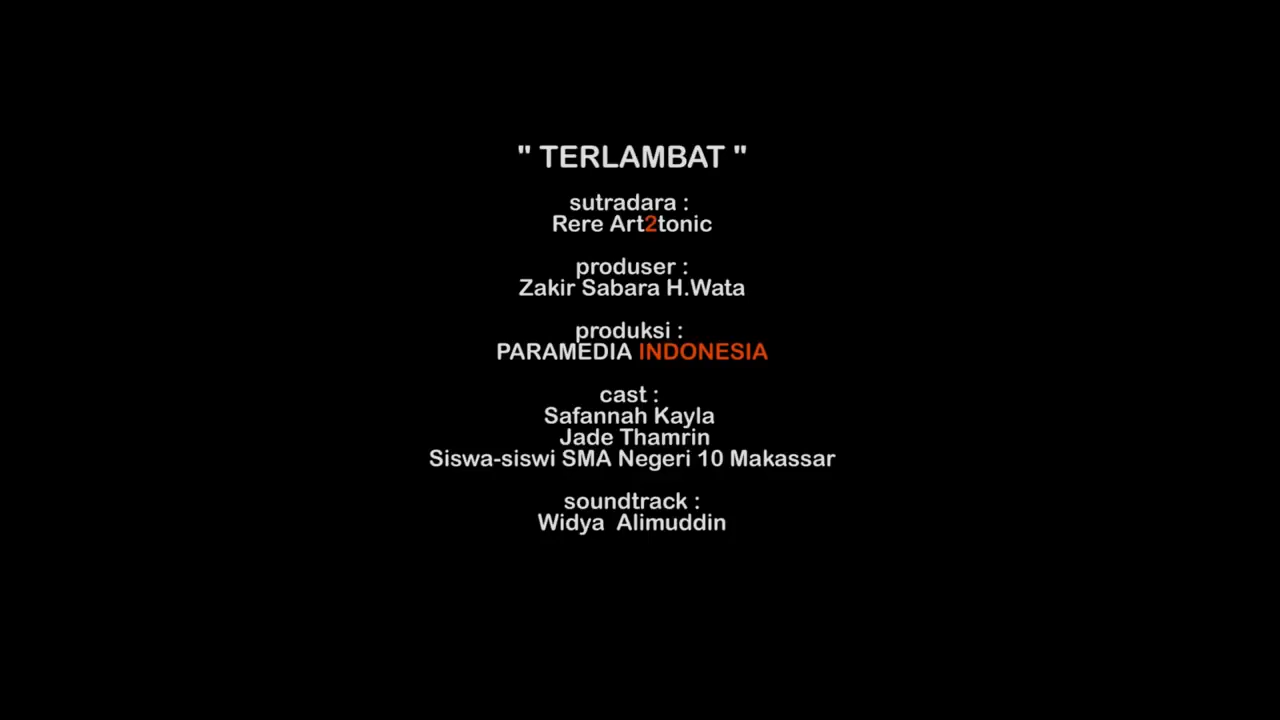 " TERLAMBAT "
sutradara :
Rere Art2tonic
produser :
Zakir Sabara H.Wata
produksi :
PARAMEDIA INDONESIA
cast :
Safannah Kayla
Jade Thamrin
Siswa-siswi SMA Negeri 10 Makassar
soundtrack :
Widya  Alimuddin